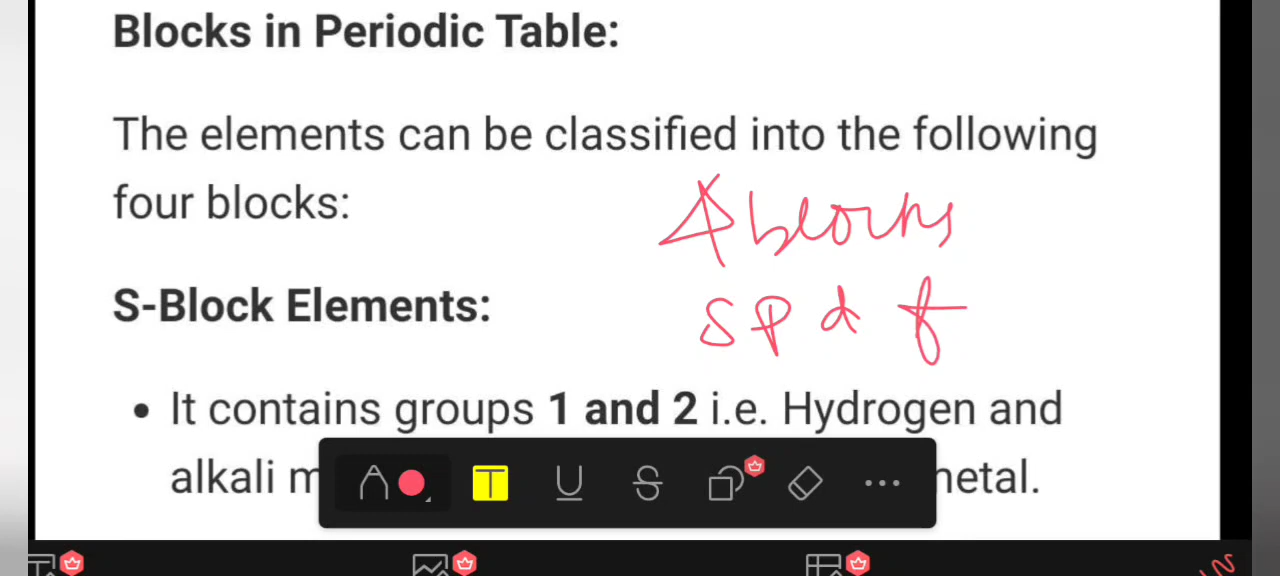 Blocks in Periodic Table:
The elements can be classified into the following
four blocks:
4 blocks
S-Block Elements:
s p d f
• It contains groups 1 and 2 i.e. Hydrogen and
alkali m
metal.